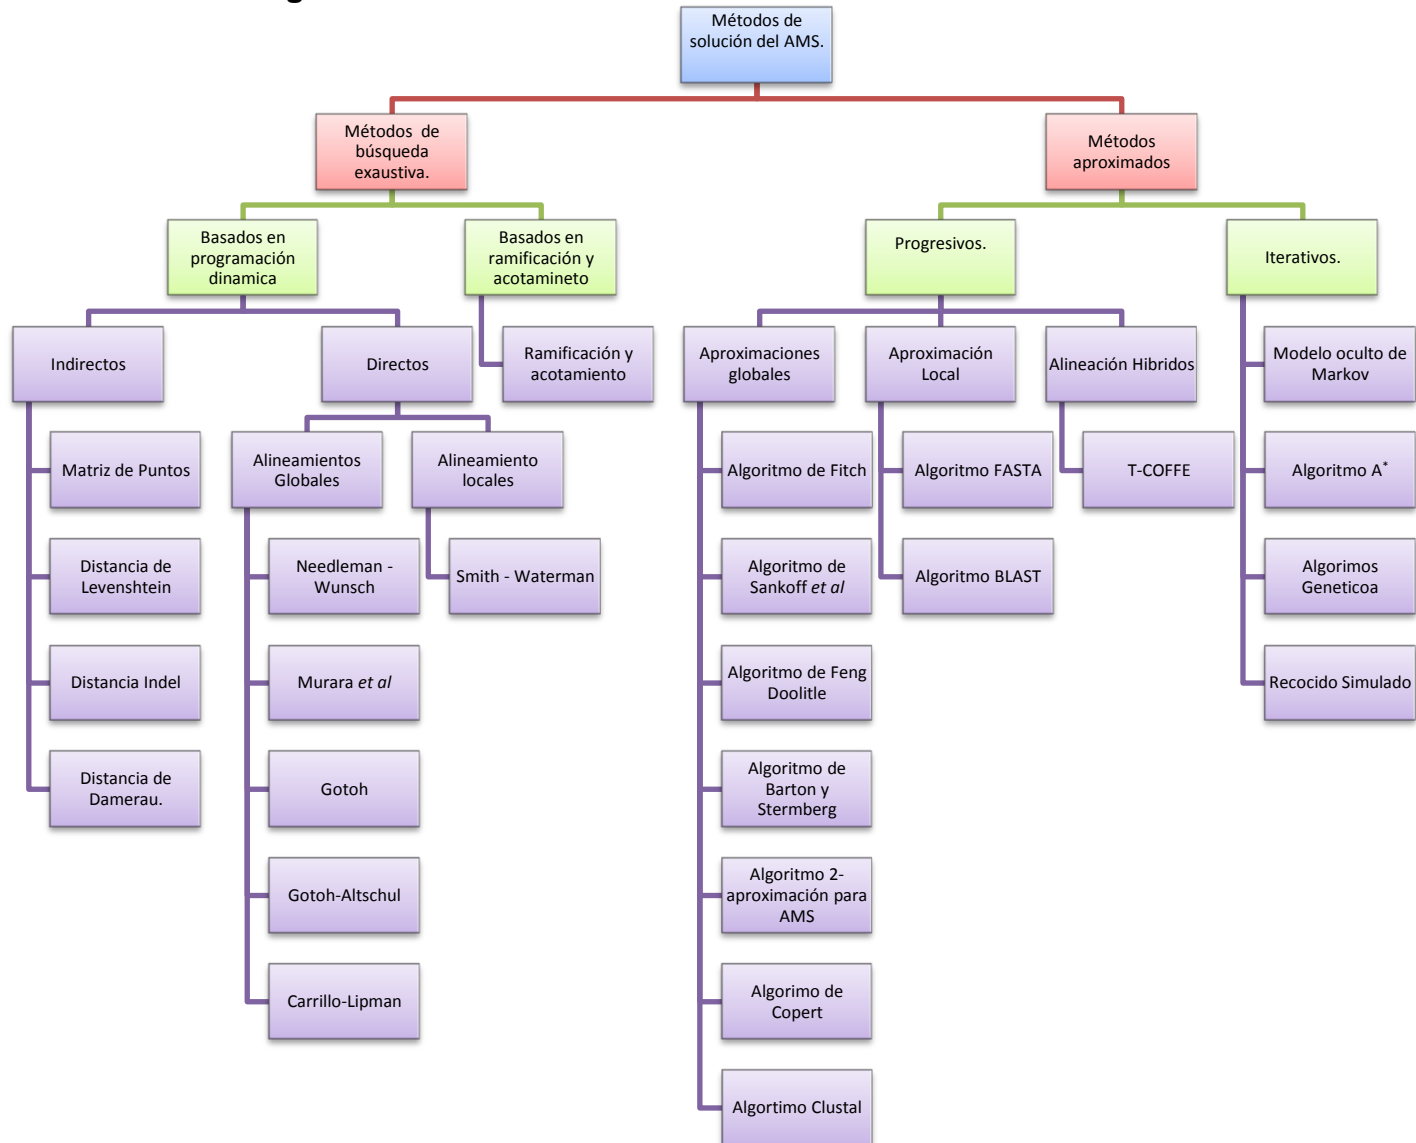 Métodos de
solución del AMS.
Métodos de
búsqueda
exaustiva.
Métodos
aproximados
Basados en
programación
dinamica
Basados en
ramificación y
acotamineto
Progresivos.
Iterativos.
Indirectos
Directos
Ramificación y
acotamiento
Aproximaciones
globales
Aproximación
Local
Alineación Hibridos
Modelo oculto de
Markov
Matriz de Puntos
Alineamientos
Globales
Alineamiento
locales
Algoritmo de Fitch
Algoritmo FASTA
T-COFFE
Algoritmo A*
Distancia de
Levenshtein
Needleman -
Wunsch
Smith - Waterman
Algoritmo de
Sankoff et al
Algoritmo BLAST
Algorimos
Geneticoa
Distancia Indel
Murara et al
Algoritmo de Feng
Doolitle
Recocido Simulado
Distancia de
Damerau.
Gotoh
Algoritmo de
Barton y
Stermberg
Gotoh-Altschul
Algoritmo 2-
aproximación para
AMS
Carrillo-Lipman
Algorimo de
Copert
Algortimo Clustal